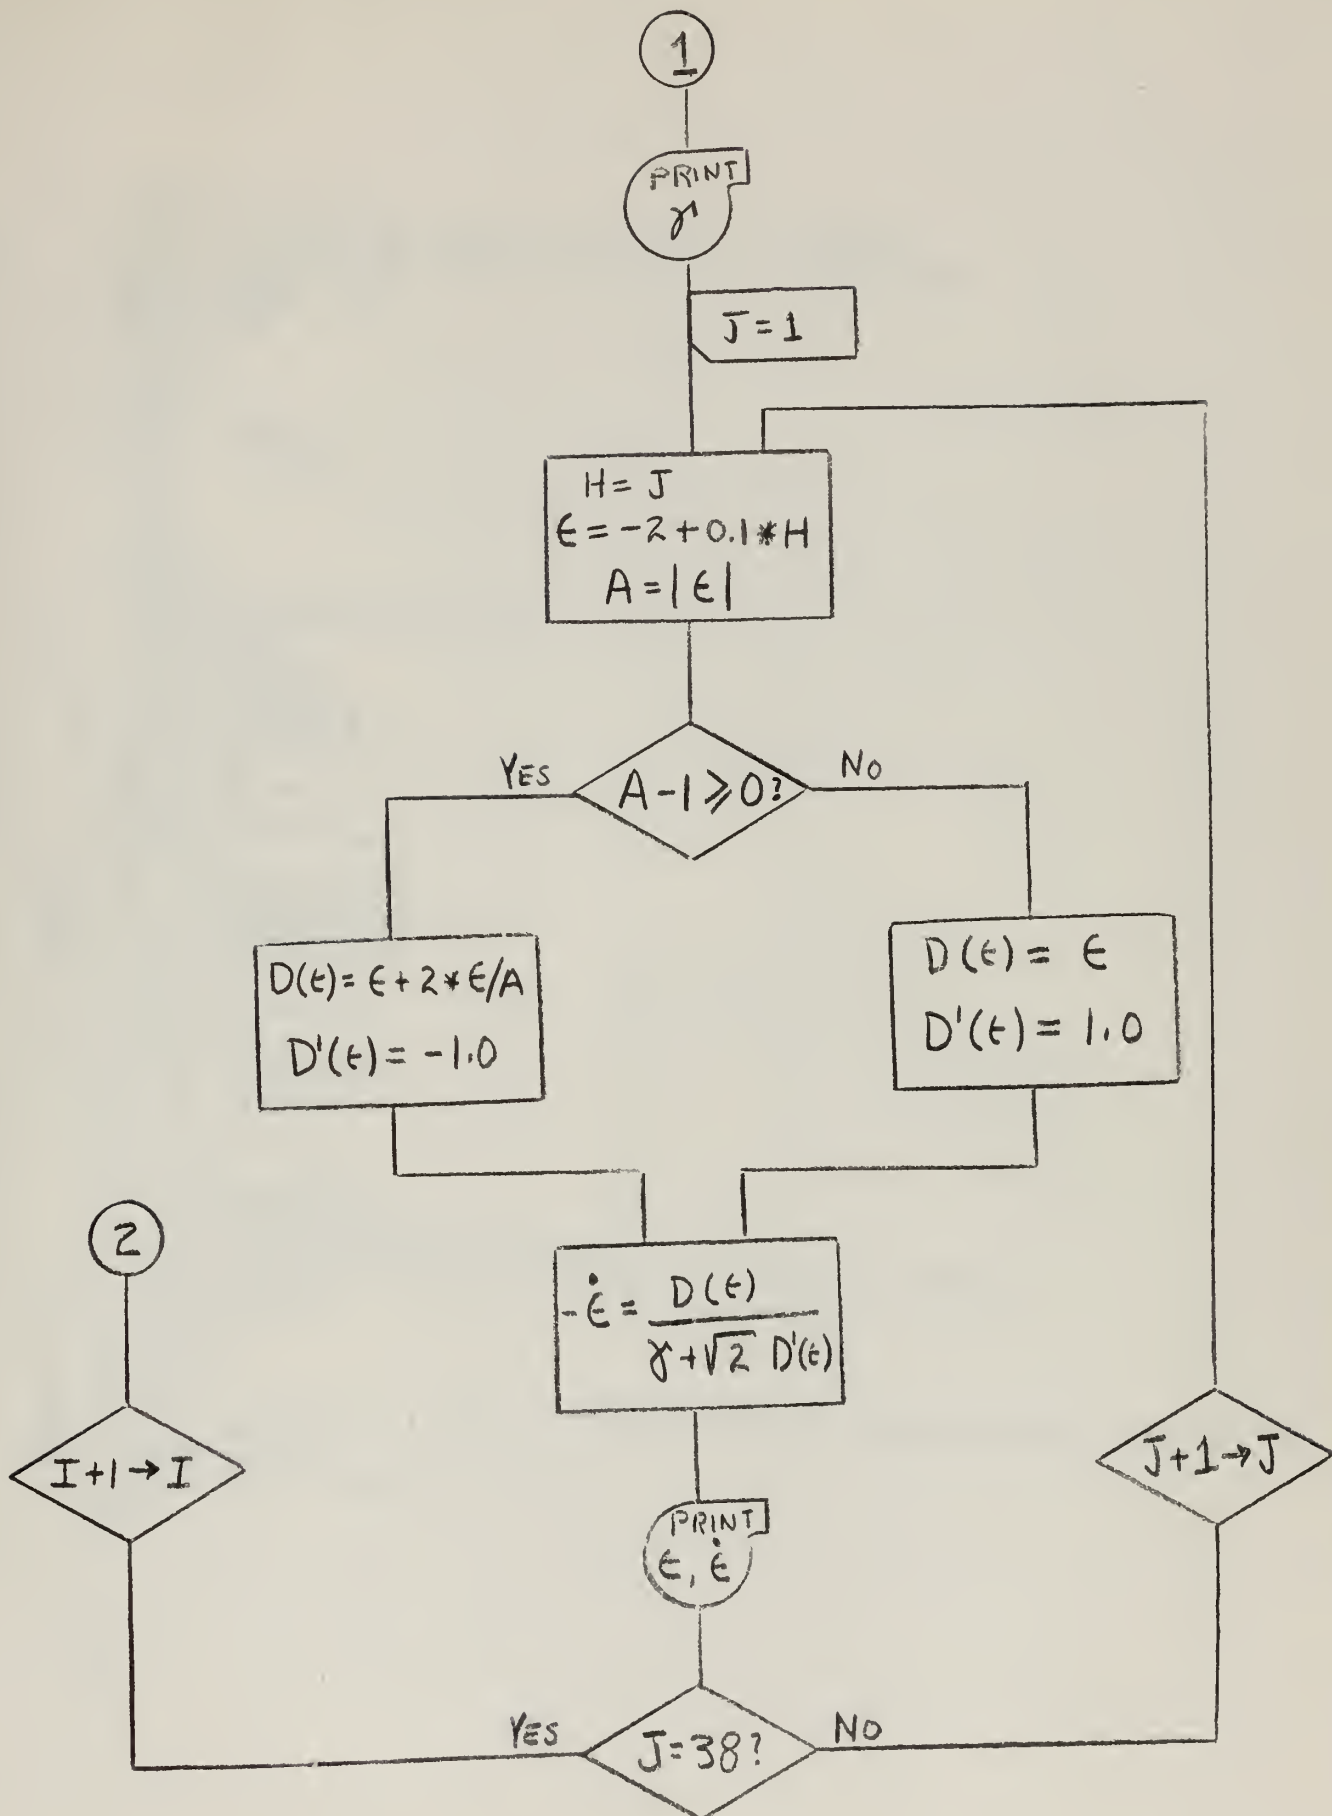 1
PRINT
γ
J=1
H=J
ϵ=-2+0.1*H
A=|ϵ|
YES
A-1⩾0?
NO
D(ϵ)=ϵ+2*ϵ/A
D'(ϵ)=-1.0
D(ϵ)=ϵ
D'(ϵ)=1.0
2
-ϵ̇=D(ϵ)/(γ+√2 D'(ϵ))
I+1→I
J+1→J
PRINT
ϵ, ϵ̇
YES
J=38?
NO